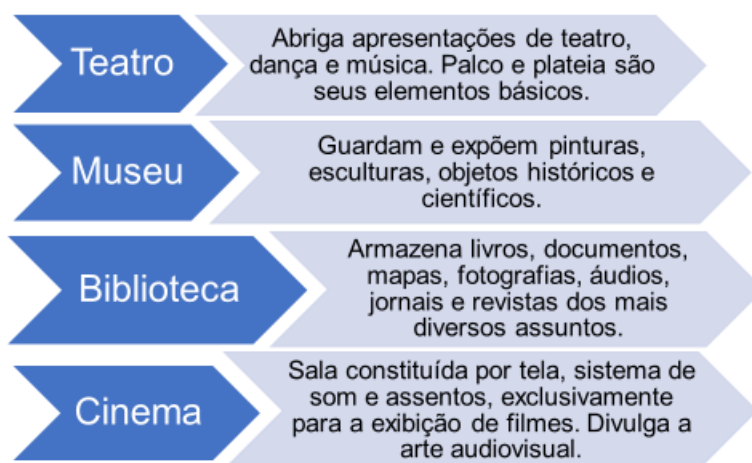 Teatro
Abriga apresentações de teatro,
dança e música. Palco e plateia são
seus elementos básicos.
Museu
Guardam e expõem pinturas,
esculturas, objetos históricos e
científicos.
Biblioteca
Armazena livros, documentos,
mapas, fotografias, áudios,
jornais e revistas dos mais
diversos assuntos.
Cinema
Sala constituída por tela, sistema de
som e assentos, exclusivamente
para a exibição de filmes. Divulga a
arte audiovisual.